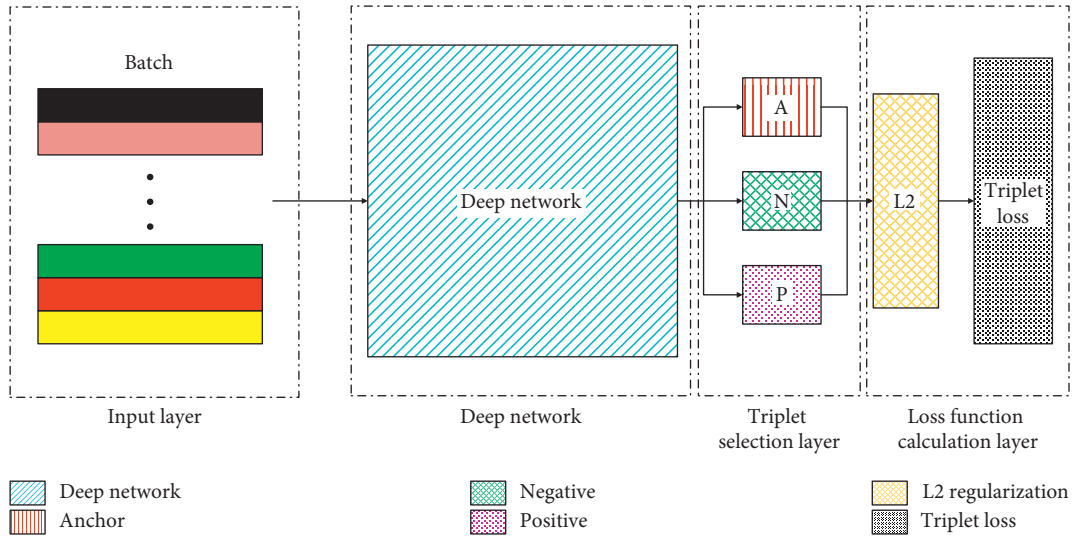 Batch
Deep network
A
N
P
L2
Triplet
loss
Input layer
Deep network
Triplet
selection layer
Loss function
calculation layer
Deep network
Anchor
Negative
Positive
L2 regularization
Triplet loss